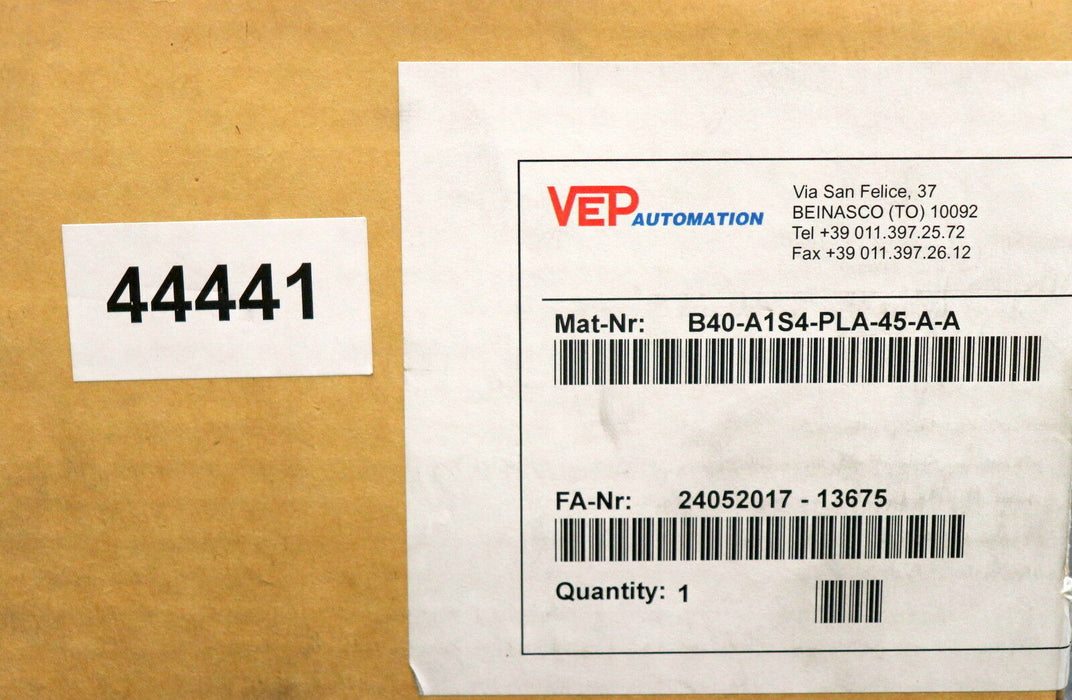 44441
VEP AUTOMATION
Via San Felice, 37
BEINASCO (TO) 10092
Tel +39 011.397.25.72
Fax +39 011.397.26.12
Mat-Nr: B40-A1S4-PLA-45-A-A
FA-Nr: 24052017 - 13675
Quantity: 1